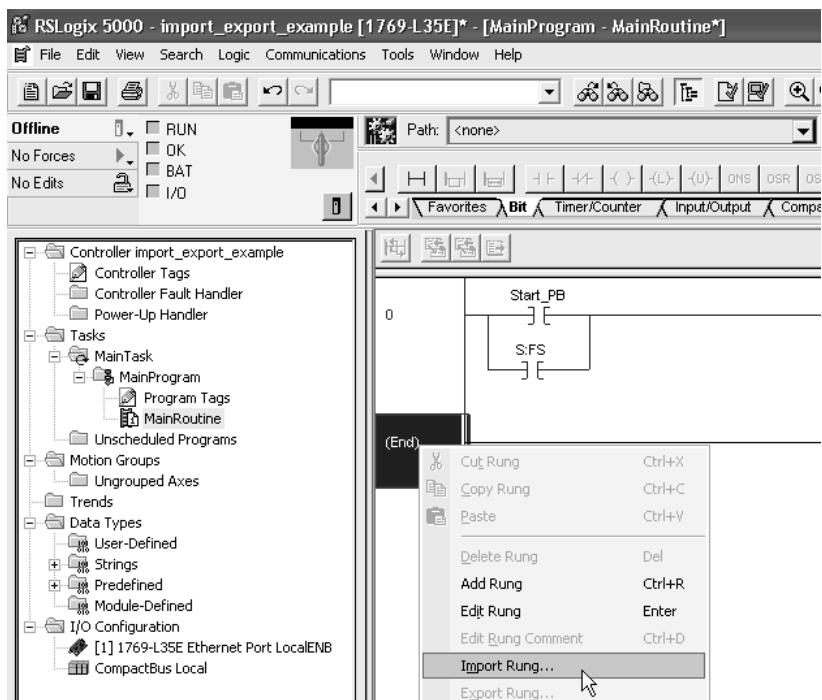 RSLogix 5000 - import_export_example [1769-L35E]* - [MainProgram - MainRoutine*]
File Edit View Search Logic Communications Tools Window Help
Offline
RUN
Path: <none>
No Forces
OK
BAT
No Edits
I/O
ONS OSR OS
Favorites Bit Timer/Counter Input/Output Compa
Controller import_export_example
Controller Tags
Controller Fault Handler
Power-Up Handler
Tasks
MainTask
MainProgram
Program Tags
MainRoutine
Unscheduled Programs
Motion Groups
Ungrouped Axes
Trends
Data Types
User-Defined
Strings
Predefined
Module-Defined
I/O Configuration
[1] 1769-L35E Ethernet Port LocalENB
CompactBus Local
0
Start_PB
S:FS
(End)
Cut Rung Ctrl+X
Copy Rung Ctrl+C
Paste Ctrl+V
Delete Rung Del
Add Rung Ctrl+R
Edit Rung Enter
Edit Rung Comment Ctrl+D
Import Rung...
Export Rung...